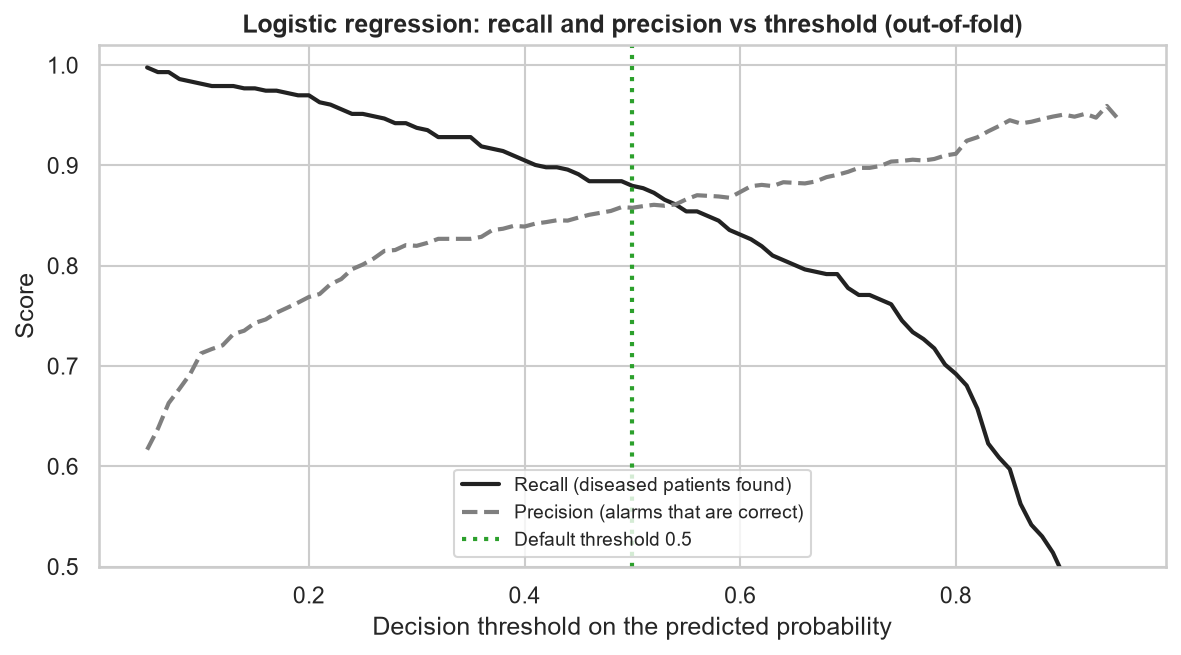 Logistic regression: recall and precision vs threshold (out-of-fold)
1.0
0.9
0.8
0.7
0.6
0.5
Score
Recall (diseased patients found)
Precision (alarms that are correct)
Default threshold 0.5
0.2 0.4 0.6 0.8
Decision threshold on the predicted probability